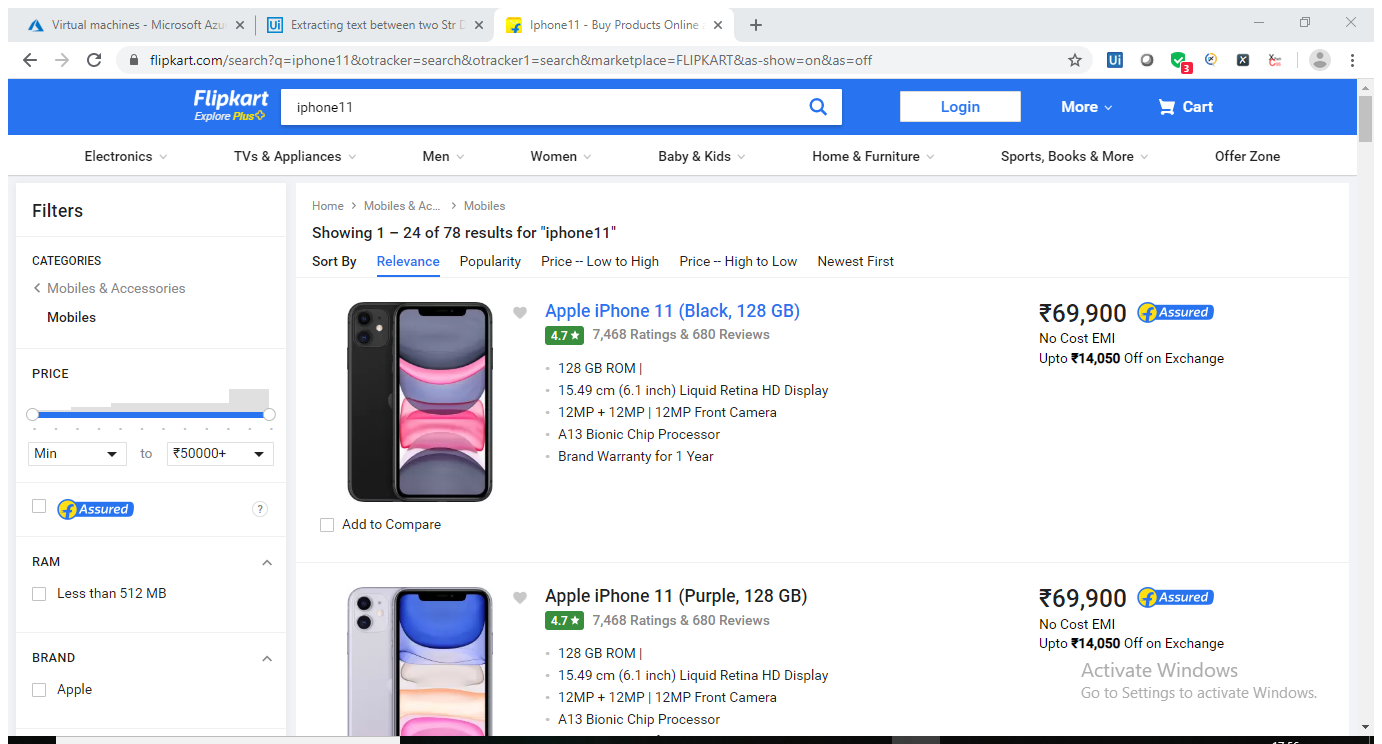 Virtual machines - Microsoft Azu
Extracting text between two Str D
Iphone11 - Buy Products Online
flipkart.com/search?q=iphone11&otracker=search&otracker1=search&marketplace=FLIPKART&as-show=on&as=off
Ui
3
X
Flipkart
Explore Plus
iphone11
Login
More
Cart
Electronics
TVs & Appliances
Men
Women
Baby & Kids
Home & Furniture
Sports, Books & More
Offer Zone
Filters
CATEGORIES
Mobiles & Accessories
Mobiles
PRICE
Min
to
₹50000+
Assured
?
RAM
Less than 512 MB
BRAND
Apple
Home > Mobiles & Ac... > Mobiles
Showing 1 – 24 of 78 results for "iphone11"
Sort By Relevance Popularity Price -- Low to High Price -- High to Low Newest First
Apple iPhone 11 (Black, 128 GB)
4.7★ 7,468 Ratings & 680 Reviews
128 GB ROM |
15.49 cm (6.1 inch) Liquid Retina HD Display
12MP + 12MP | 12MP Front Camera
A13 Bionic Chip Processor
Brand Warranty for 1 Year
₹69,900 Assured
No Cost EMI
Upto ₹14,050 Off on Exchange
Add to Compare
Apple iPhone 11 (Purple, 128 GB)
4.7★ 7,468 Ratings & 680 Reviews
128 GB ROM |
15.49 cm (6.1 inch) Liquid Retina HD Display
12MP + 12MP | 12MP Front Camera
A13 Bionic Chip Processor
₹69,900 Assured
No Cost EMI
Upto ₹14,050 Off on Exchange
Activate Windows
Go to Settings to activate Windows.